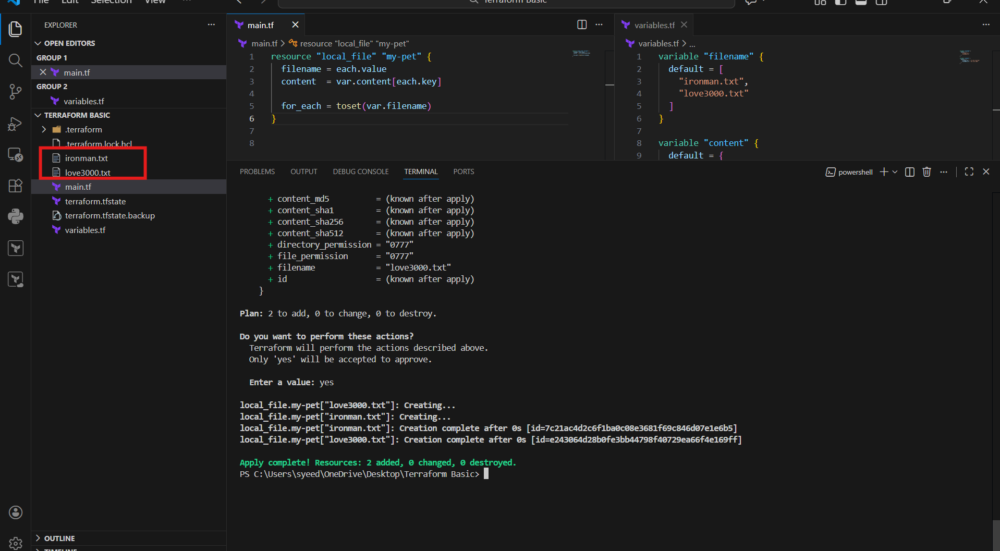 File Edit Selection View ...
Terraform Basic
EXPLORER
OPEN EDITORS
GROUP 1
main.tf
GROUP 2
variables.tf
TERRAFORM BASIC
.terraform
.terraform.lock.hcl
ironman.txt
love3000.txt
main.tf
terraform.tfstate
terraform.tfstate.backup
variables.tf
OUTLINE
TIMELINE
main.tf
main.tf > resource "local_file" "my-pet"
1 resource "local_file" "my-pet" {
2 filename = each.value
3 content  = var.content[each.key]
4
5 for_each = toset(var.filename)
6 }
7
8
variables.tf
variables.tf > ...
1 variable "filename" {
2 default = [
3 "ironman.txt",
4 "love3000.txt"
5 ]
6 }
7
8 variable "content" {
9 default = {
PROBLEMS OUTPUT DEBUG CONSOLE TERMINAL PORTS
powershell
+ content_md5          = (known after apply)
+ content_sha1         = (known after apply)
+ content_sha256       = (known after apply)
+ content_sha512       = (known after apply)
+ directory_permission = "0777"
+ file_permission      = "0777"
+ filename             = "love3000.txt"
+ id                   = (known after apply)
}
Plan: 2 to add, 0 to change, 0 to destroy.
Do you want to perform these actions?
Terraform will perform the actions described above.
Only 'yes' will be accepted to approve.
Enter a value: yes
local_file.my-pet["love3000.txt"]: Creating...
local_file.my-pet["ironman.txt"]: Creating...
local_file.my-pet["ironman.txt"]: Creation complete after 0s [id=7c21ac4d2c6f1ba0c08e3681f69c846d07e1e6b5]
local_file.my-pet["love3000.txt"]: Creation complete after 0s [id=e243064d28b0fe3bb44798f40729ea66f4e169ff]
Apply complete! Resources: 2 added, 0 changed, 0 destroyed.
PS C:\Users\syeed\OneDrive\Desktop\Terraform Basic>